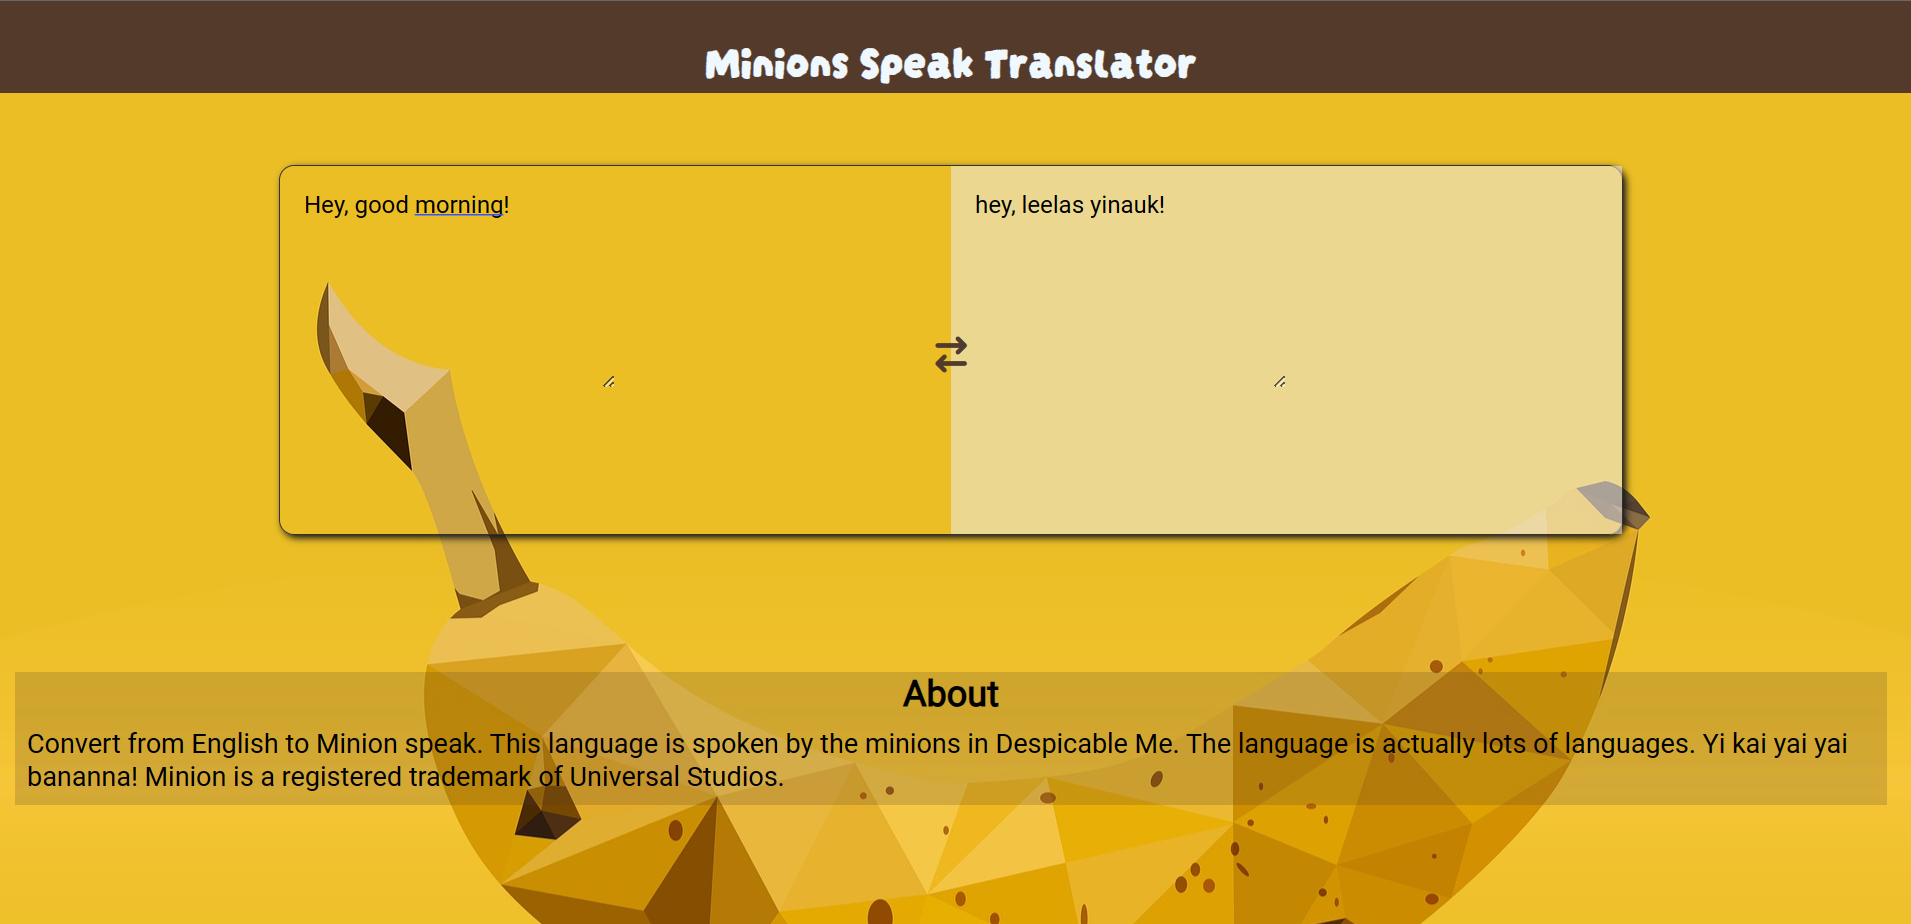 Minions Speak Translator
Hey, good morning!
hey, leelas yinauk!
About
Convert from English to Minion speak. This language is spoken by the minions in Despicable Me. The language is actually lots of languages. Yi kai yai yai
bananna! Minion is a registered trademark of Universal Studios.